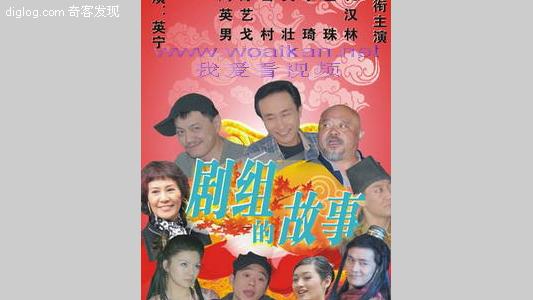 diglog.com 奇客发现
英宁
英男
艺戈
村
壮
琦
珠
汉林
衔主演
www.woaikan.net
我爱看视频
剧组
的
故事